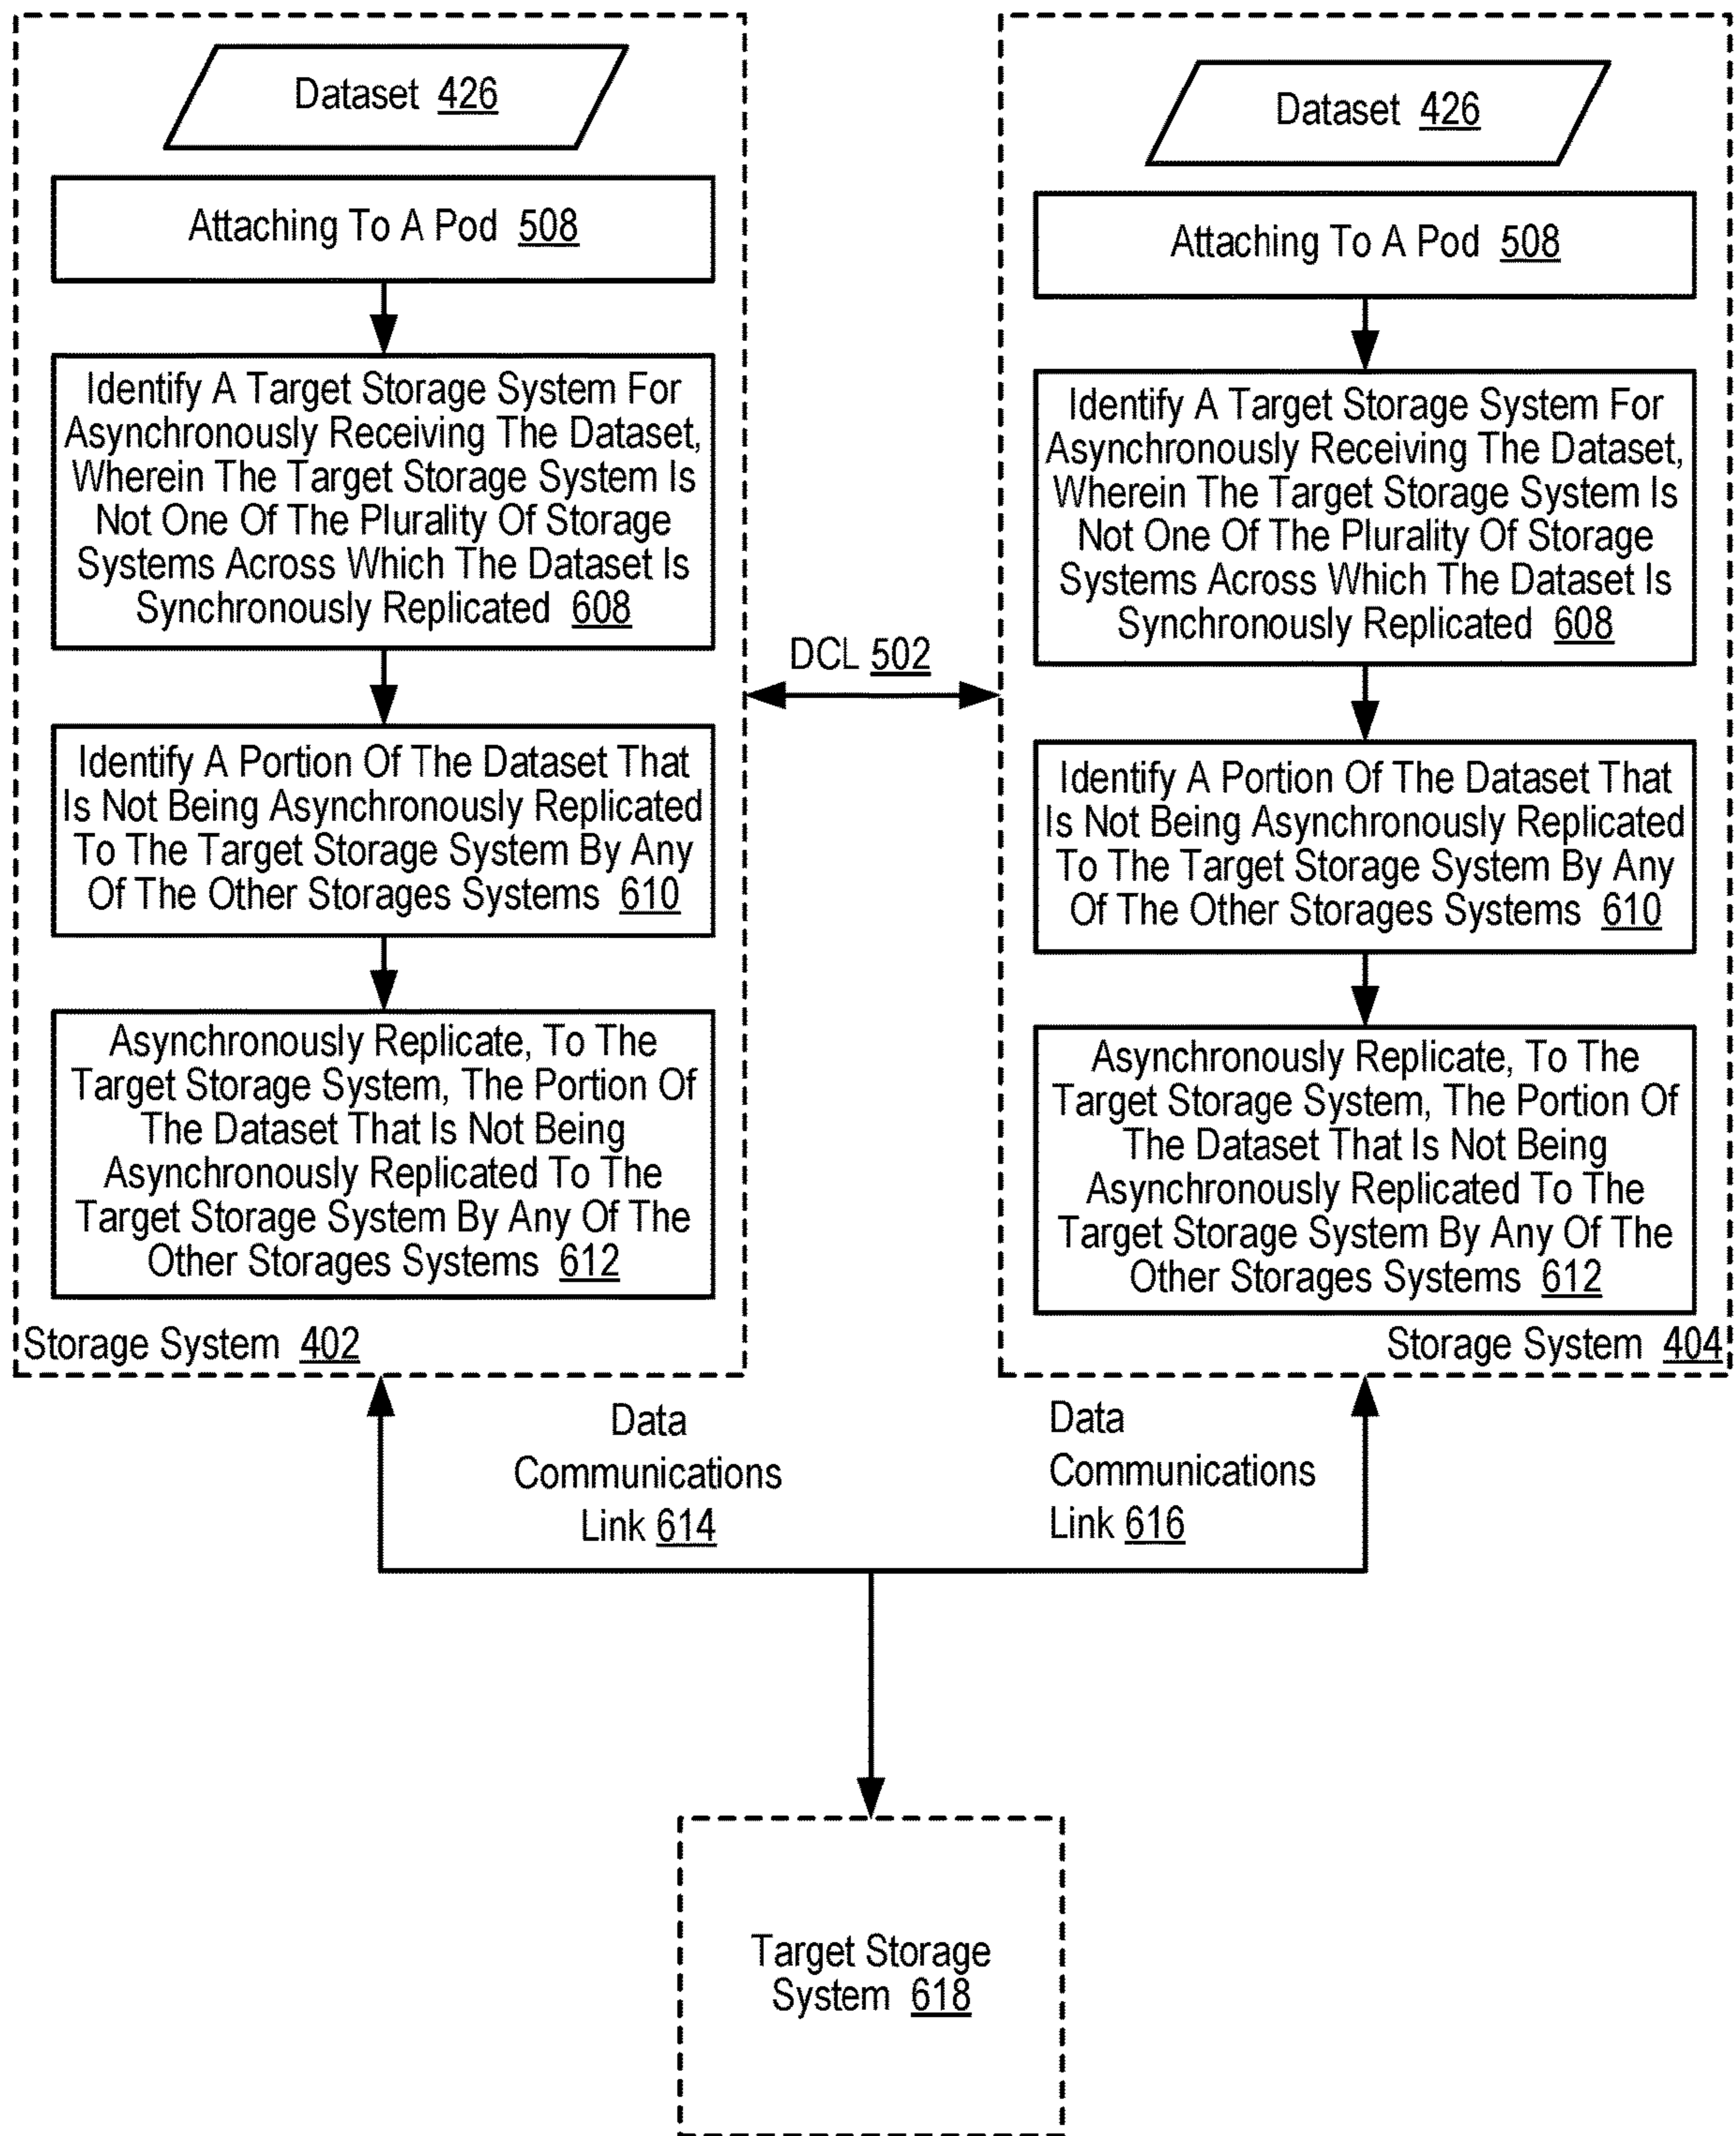 Dataset 426
Attaching To A Pod 508
Identify A Target Storage System For
Asynchronously Receiving The Dataset,
Wherein The Target Storage System Is
Not One Of The Plurality Of Storage
Systems Across Which The Dataset Is
Synchronously Replicated 608
Identify A Portion Of The Dataset That
Is Not Being Asynchronously Replicated
To The Target Storage System By Any
Of The Other Storages Systems 610
Asynchronously Replicate, To The
Target Storage System, The Portion Of
The Dataset That Is Not Being
Asynchronously Replicated To The
Target Storage System By Any Of The
Other Storages Systems 612
Storage System 402
DCL 502
Dataset 426
Attaching To A Pod 508
Identify A Target Storage System For
Asynchronously Receiving The Dataset,
Wherein The Target Storage System Is
Not One Of The Plurality Of Storage
Systems Across Which The Dataset Is
Synchronously Replicated 608
Identify A Portion Of The Dataset That
Is Not Being Asynchronously Replicated
To The Target Storage System By Any
Of The Other Storages Systems 610
Asynchronously Replicate, To The
Target Storage System, The Portion Of
The Dataset That Is Not Being
Asynchronously Replicated To The
Target Storage System By Any Of The
Other Storages Systems 612
Storage System 404
Data
Communications
Link 614
Data
Communications
Link 616
Target Storage
System 618